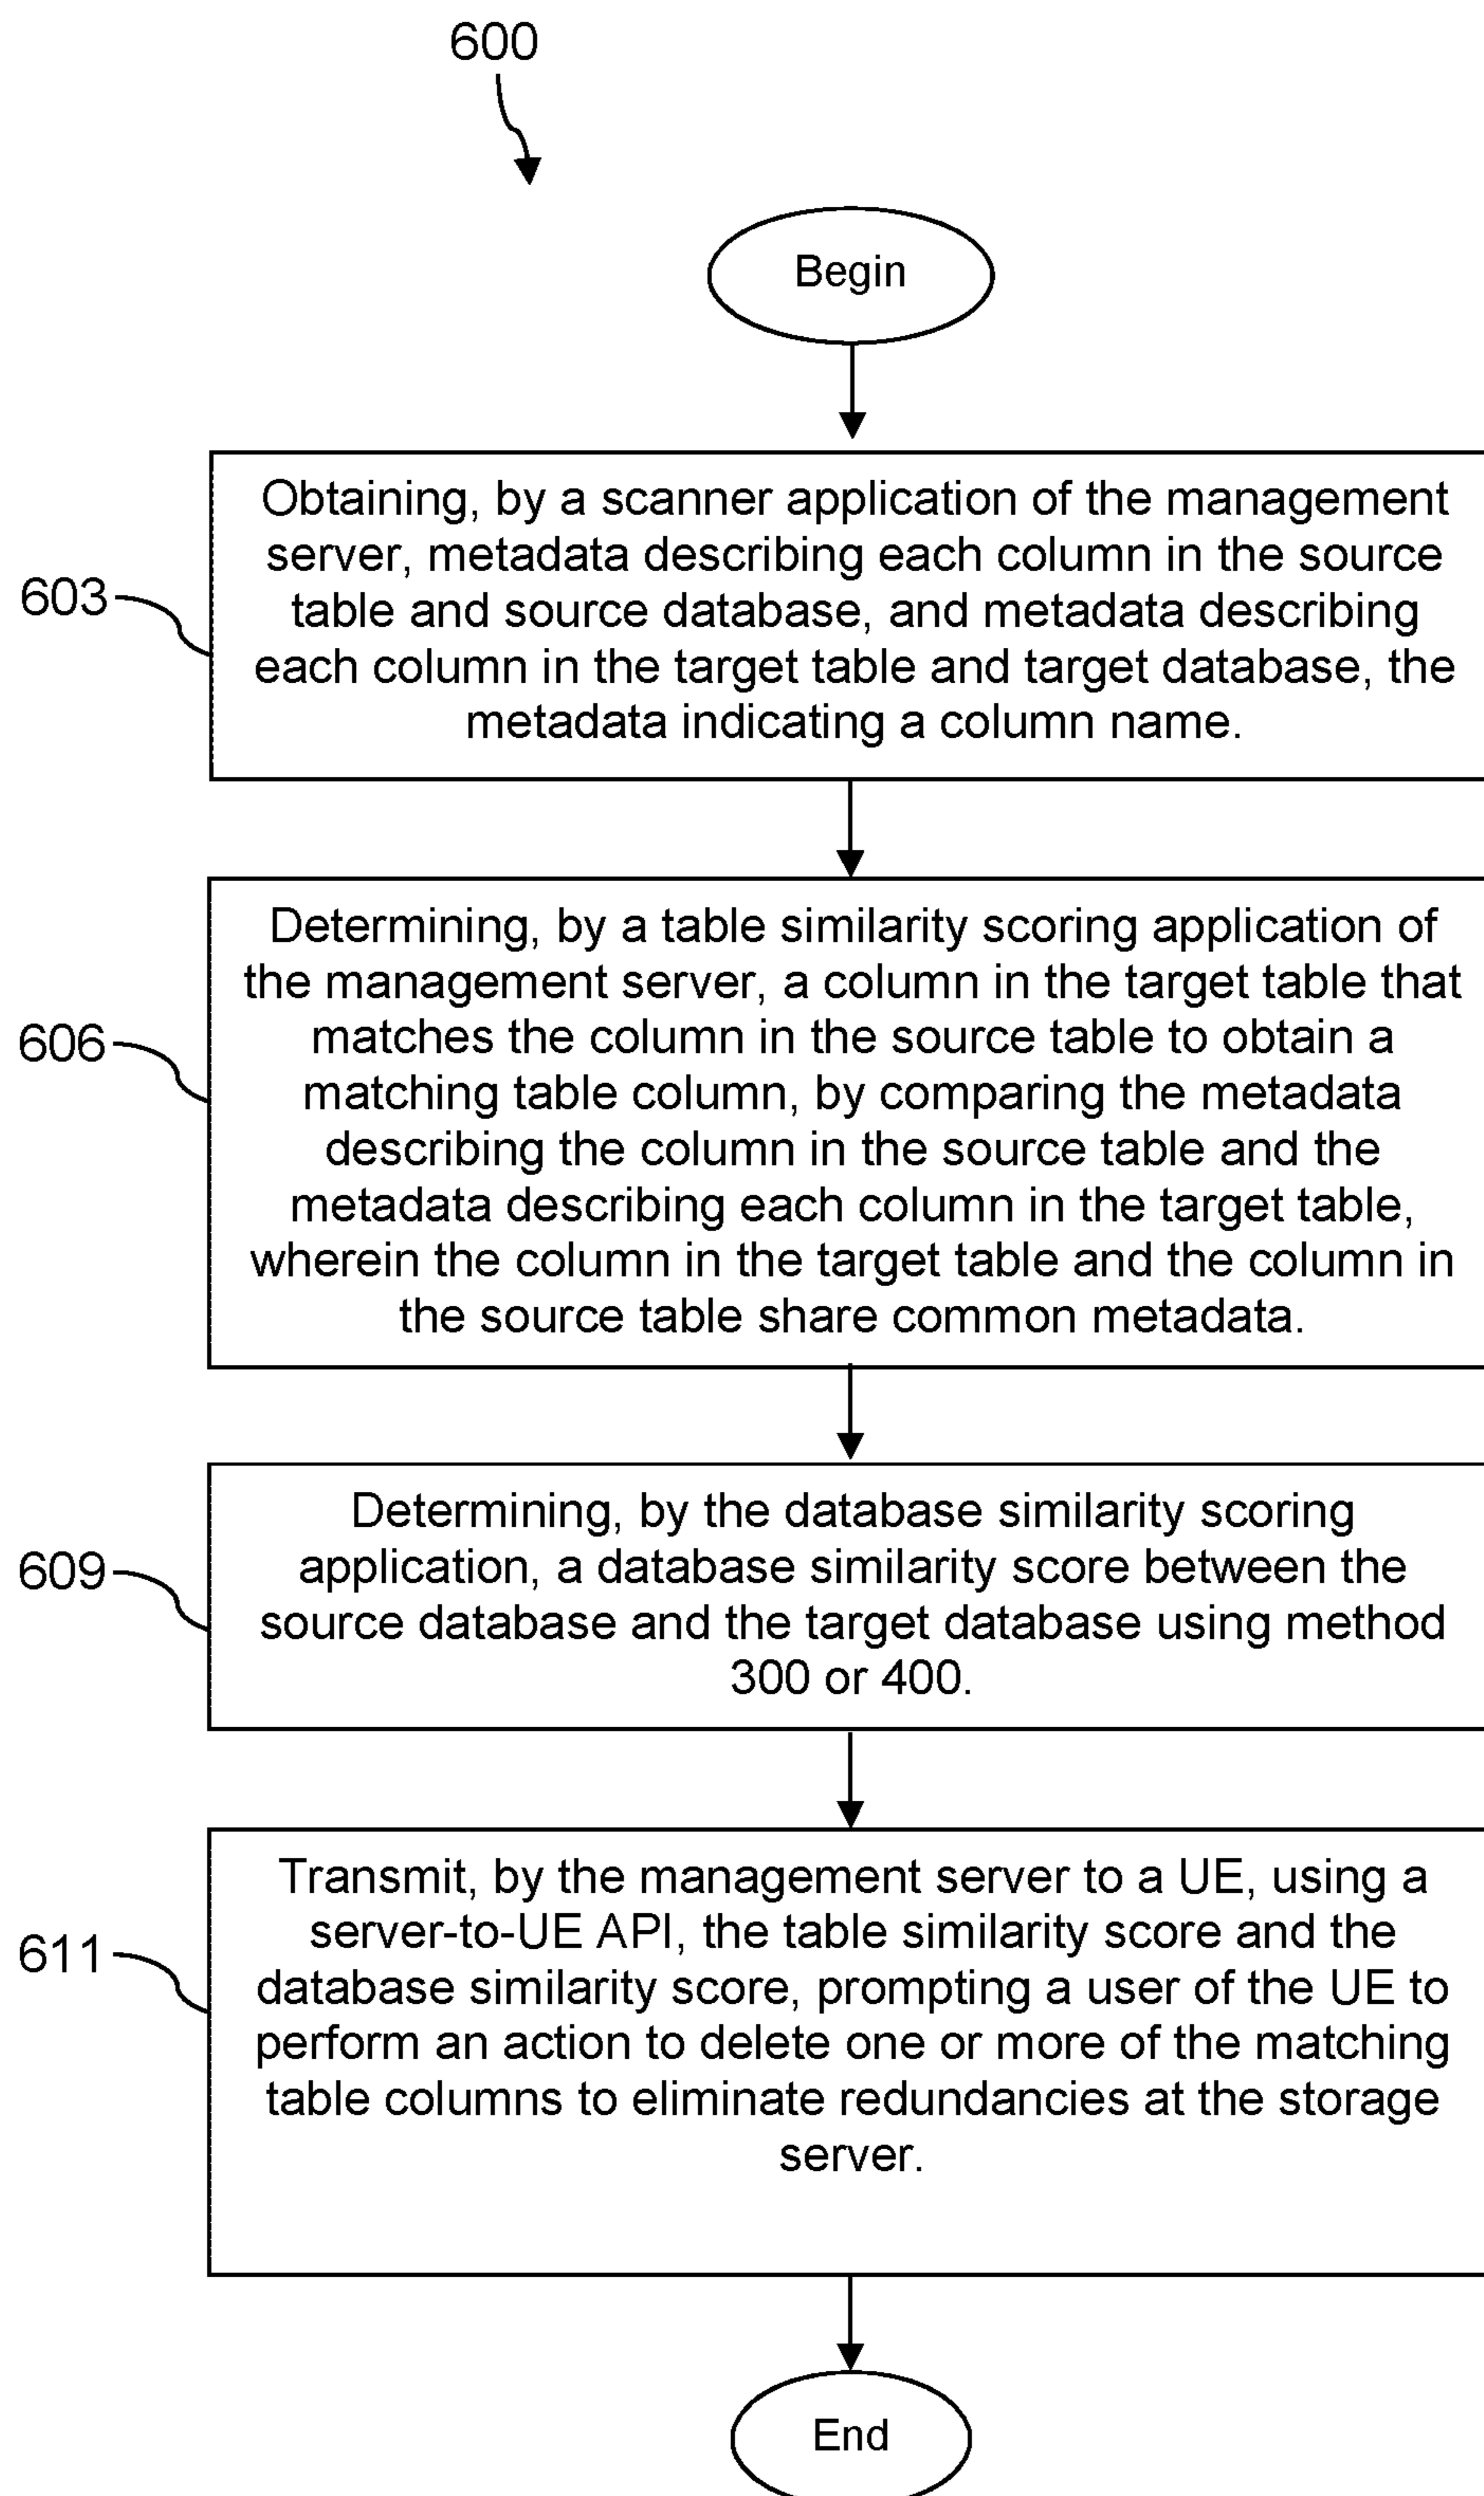 600
Begin
603
Obtaining, by a scanner application of the management
server, metadata describing each column in the source
table and source database, and metadata describing
each column in the target table and target database, the
metadata indicating a column name.
606
Determining, by a table similarity scoring application of
the management server, a column in the target table that
matches the column in the source table to obtain a
matching table column, by comparing the metadata
describing the column in the source table and the
metadata describing each column in the target table,
wherein the column in the target table and the column in
the source table share common metadata.
609
Determining, by the database similarity scoring
application, a database similarity score between the
source database and the target database using method
300 or 400.
611
Transmit, by the management server to a UE, using a
server-to-UE API, the table similarity score and the
database similarity score, prompting a user of the UE to
perform an action to delete one or more of the matching
table columns to eliminate redundancies at the storage
server.
End